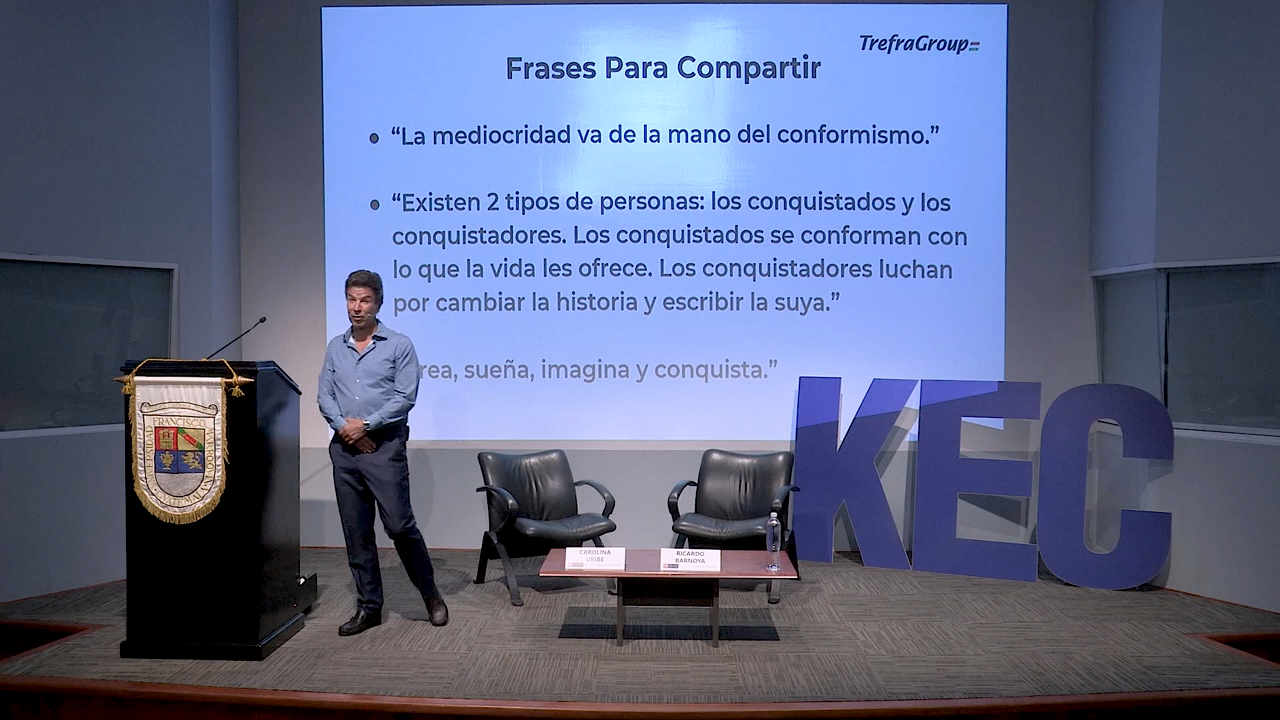 TrefraGroup
Frases Para Compartir
“La mediocridad va de la mano del conformismo.”
“Existen 2 tipos de personas: los conquistados y los
conquistadores. Los conquistados se conforman con
lo que la vida les ofrece. Los conquistadores luchan
por cambiar la historia y escribir la suya.”
rea, sueña, imagina y conquista.”
KEC
FRANCISCO
CAROLINA
URIBE
RICARDO
BARNOYA